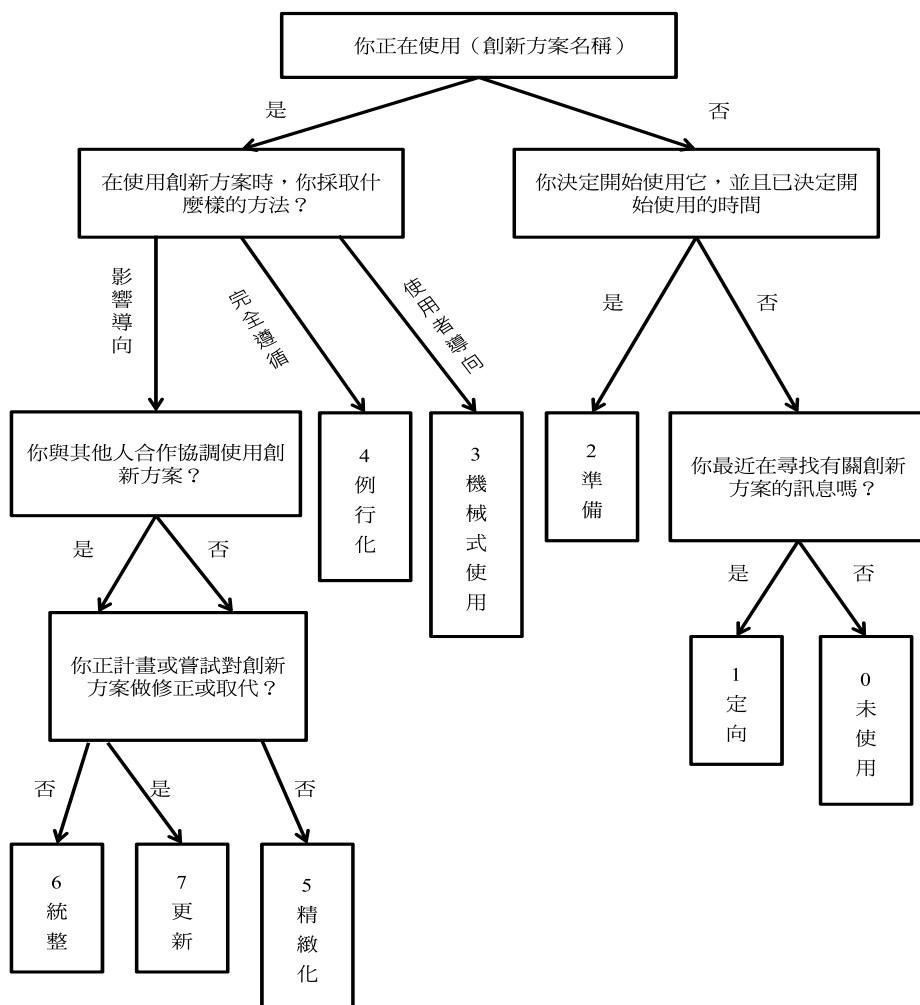 你正在使用（創新方案名稱）
是
否
在使用創新方案時，你採取什
麼樣的方法？
你決定開始使用它，並且已決定開
始使用的時間
影響導向
完全遵循
使用者導向
是
否
你與其他人合作協調使用創
新方案？
4
例
行
化
3
機
械
式
使
用
2
準
備
你最近在尋找有關創新
方案的訊息嗎？
是
否
是
否
你正計畫或嘗試對創新
方案做修正或取代？
1
定
向
0
未
使
用
否
是
否
6
統
整
7
更
新
5
精
緻
化